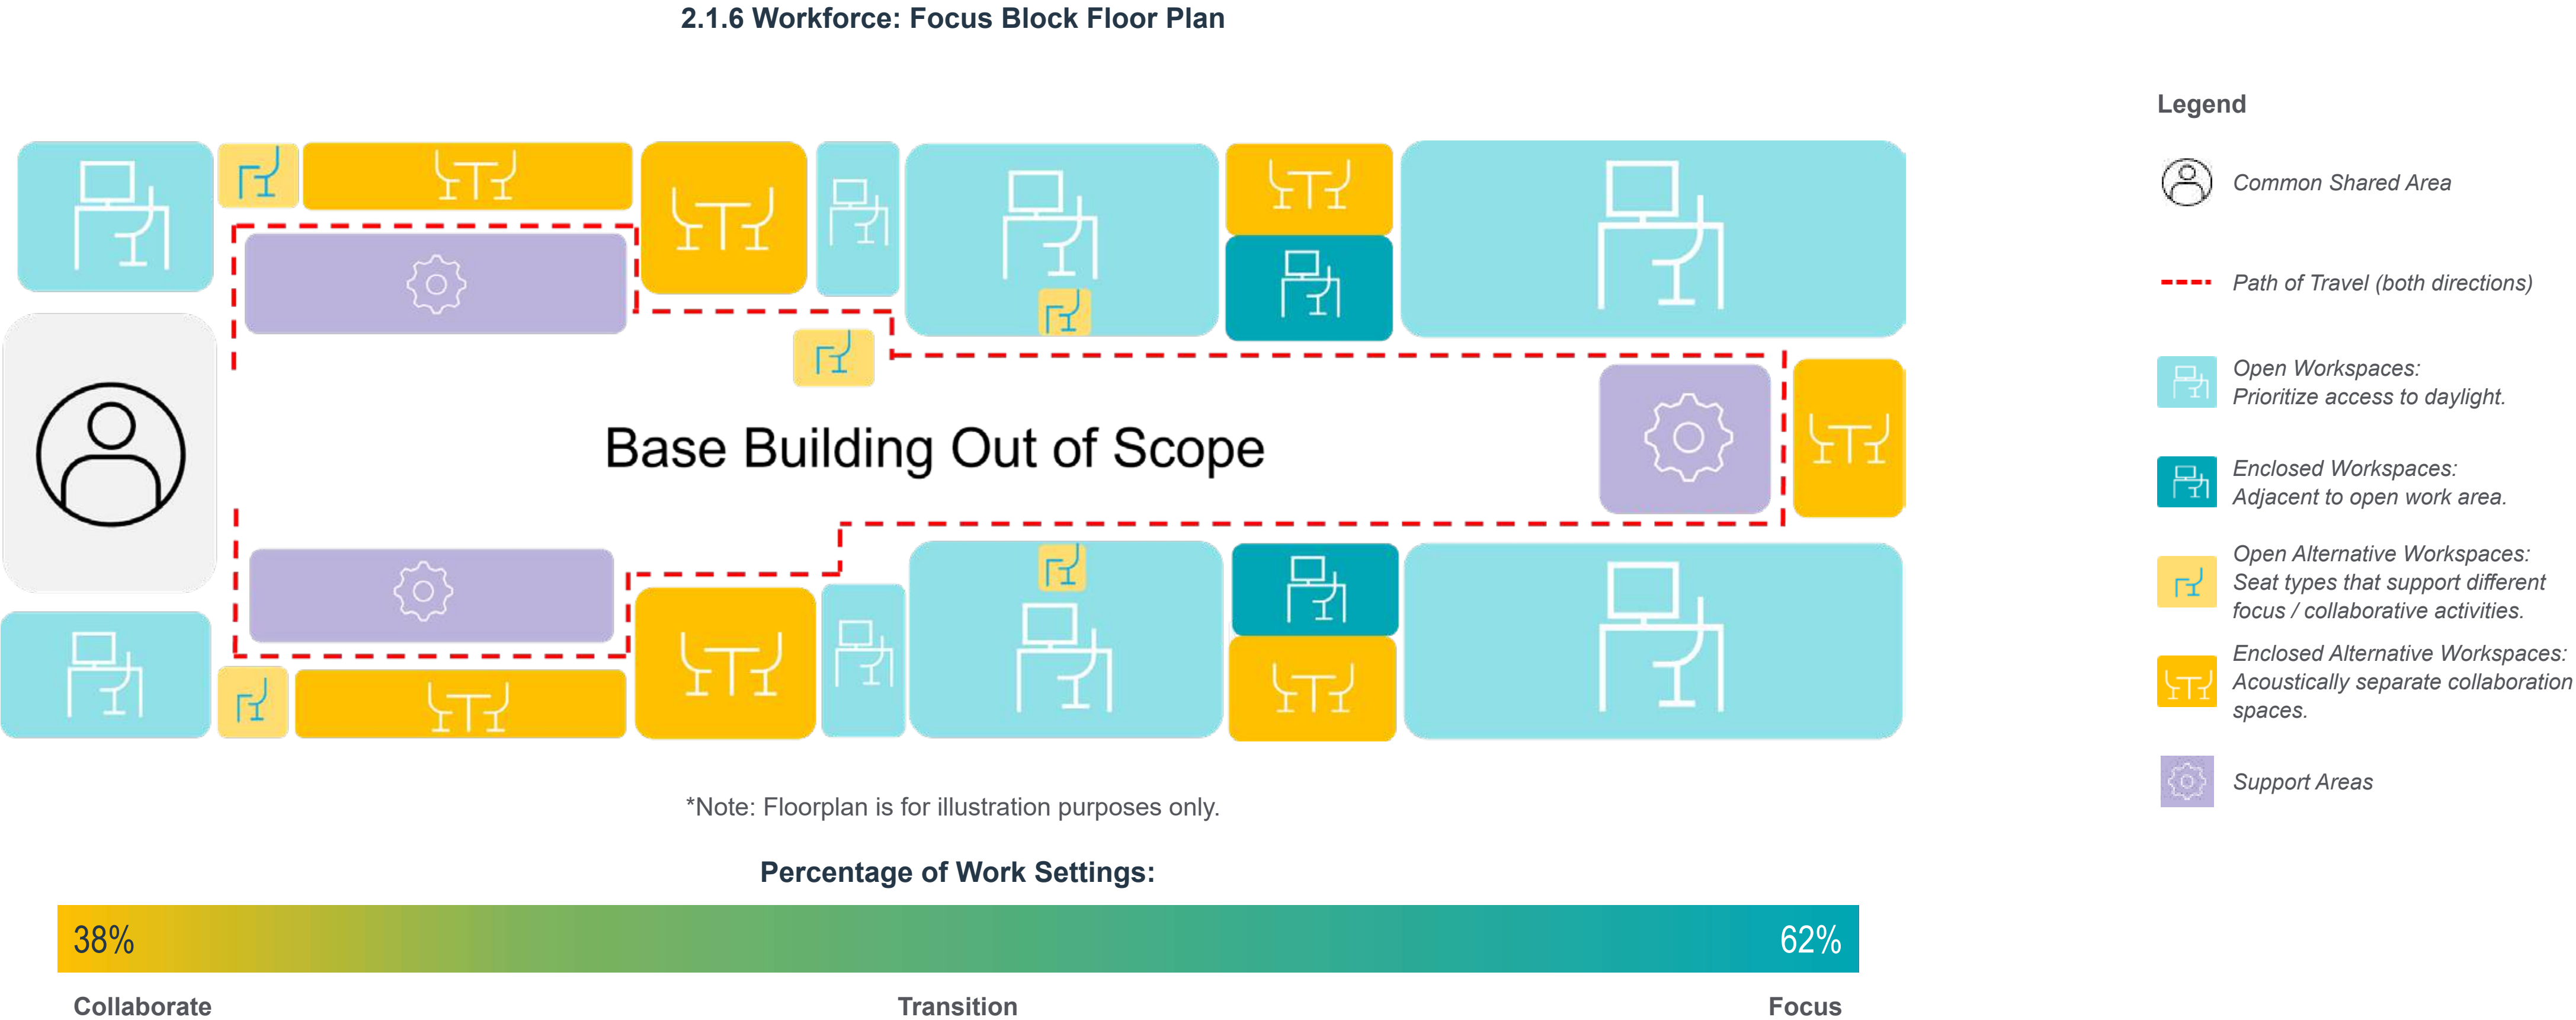 2.1.6 Workforce: Focus Block Floor Plan
Base Building Out of Scope
*Note: Floorplan is for illustration purposes only.
Percentage of Work Settings:
38%
62%
Collaborate
Transition
Focus
Legend
Common Shared Area
Path of Travel (both directions)
Open Workspaces:
Prioritize access to daylight.
Enclosed Workspaces:
Adjacent to open work area.
Open Alternative Workspaces:
Seat types that support different
focus / collaborative activities.
Enclosed Alternative Workspaces:
Acoustically separate collaboration
spaces.
Support Areas